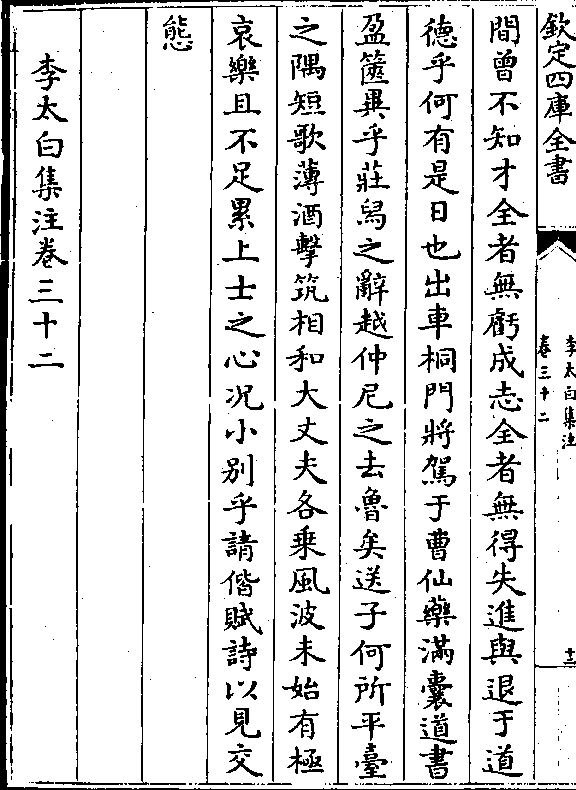 欽定四庫全書
李太白集注
卷三十二
十三
間曾不知才全者無虧成志全者無得失進與退于道
德乎何有是日也出車桐門將駕于曹仙藥滿囊道書
盈篋異乎莊舄之辭越仲尼之去魯矣送子何所平臺
之隅短歌薄酒擊筑相和大丈夫各乘風波未始有極
哀樂且不足累上士之心况小别乎請偕賦詩以見交
態
李太白集注卷三十二